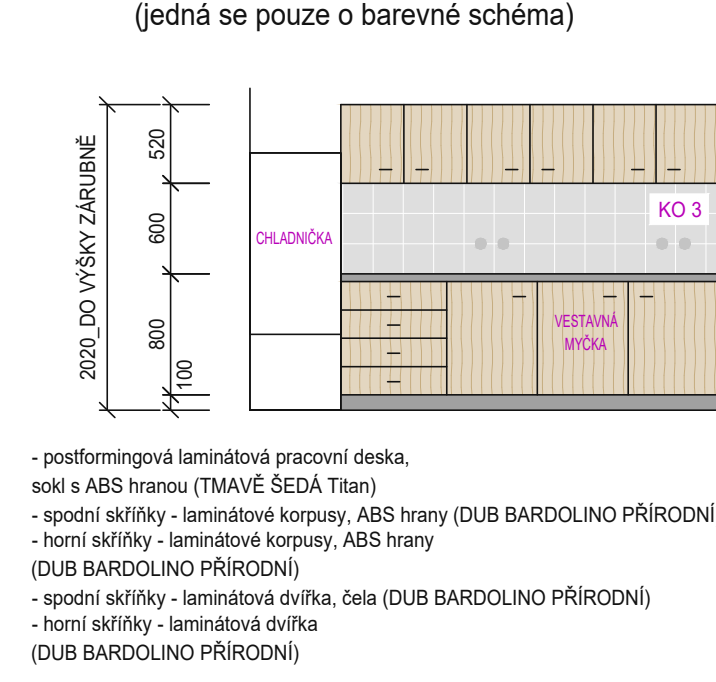 (jedná se pouze o barevné schéma)
2020_DO VÝŠKY ZÁRUBNĚ
520
600
800
100
CHLADNIČKA
KO 3
VESTAVNÁ
MYČKA
- postformingová laminátová pracovní deska,
sokl s ABS hranou (TMAVĚ ŠEDÁ Titan)
- spodní skříňky - laminátové korpusy, ABS hrany (DUB BARDOLINO PŘÍRODNÍ
- horní skříňky - laminátové korpusy, ABS hrany
(DUB BARDOLINO PŘÍRODNÍ)
- spodní skříňky - laminátová dvířka, čela (DUB BARDOLINO PŘÍRODNÍ)
- horní skříňky - laminátová dvířka
(DUB BARDOLINO PŘÍRODNÍ)